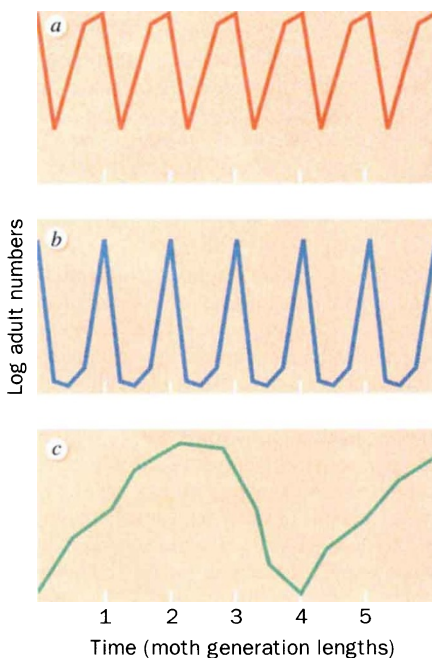 a
b
Log adult numbers
c
1 2 3 4 5
Time (moth generation lengths)